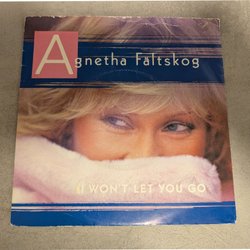 Agnetha Fältskog
I WON'T LET YOU GO